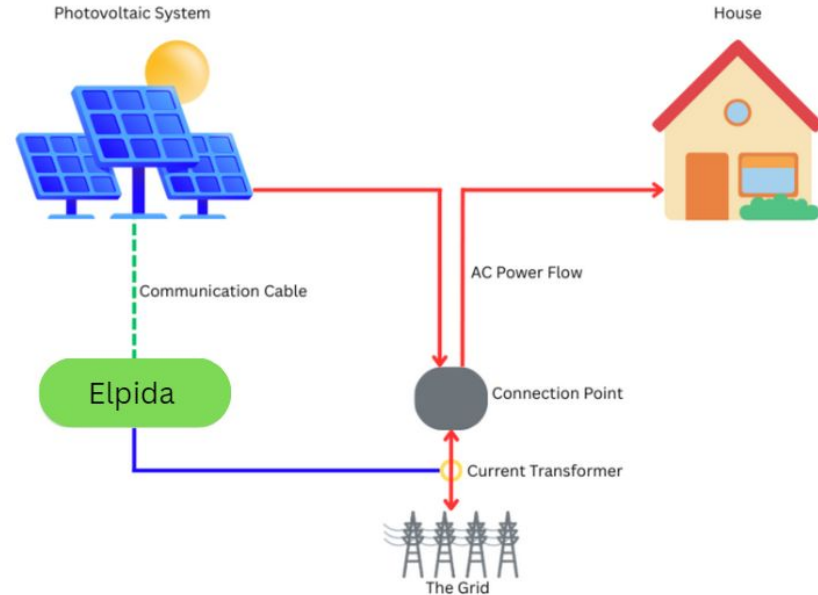 Photovoltaic System
House
AC Power Flow
Communication Cable
Elpida
Connection Point
Current Transformer
The Grid